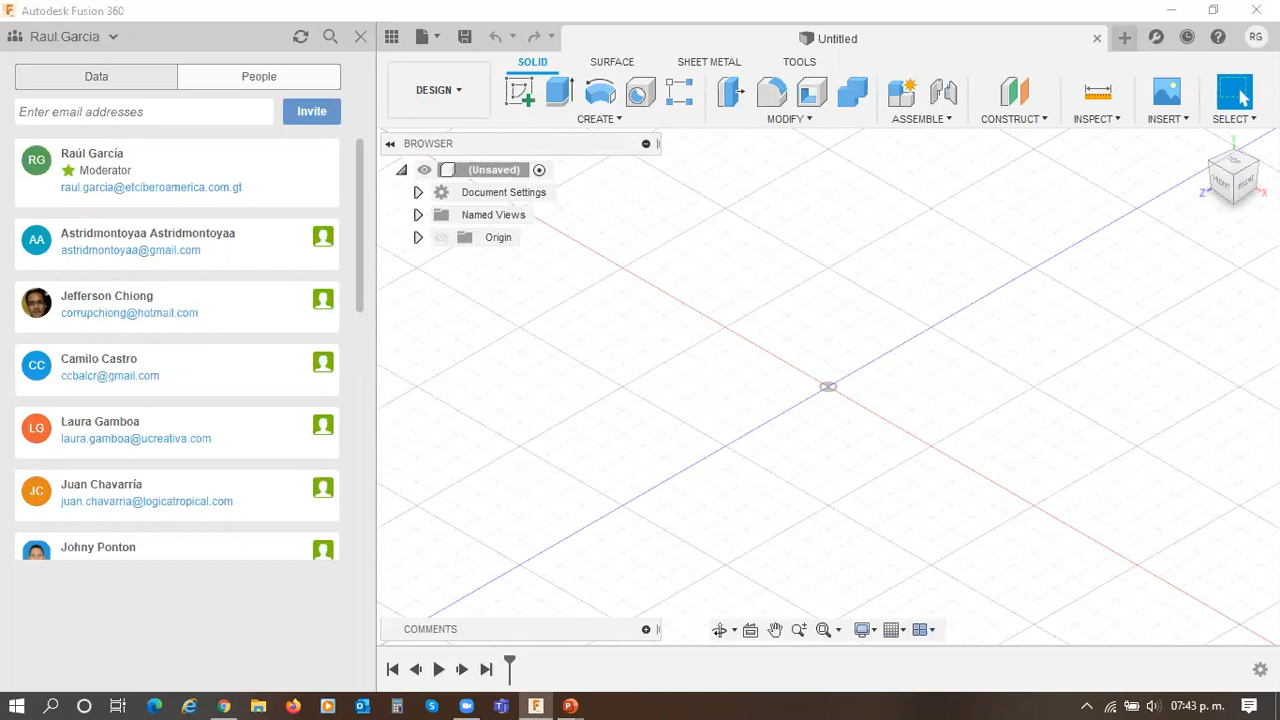 Autodesk Fusion 360
Raul.Garcia
Untitled
RG
Data
People
Enter email addresses
Invite
RG
Raúl García
Moderator
raul.garcia@etciberoamerica.com.gt
AA
Astridmontoyaa Astridmontoyaa
astridmontoyaa@gmail.com
Jefferson Chiong
corrupchiong@hotmail.com
CC
Camilo Castro
ccbalcr@gmail.com
LG
Laura Gamboa
laura.gamboa@ucreativa.com
JC
Juan Chavarría
juan.chavarria@logicatropical.com
Johny Ponton
SOLID
SURFACE
SHEET METAL
TOOLS
DESIGN
CREATE
MODIFY
ASSEMBLE
CONSTRUCT
INSPECT
INSERT
SELECT
BROWSER
(Unsaved)
Document Settings
Named Views
Origin
Y
TOP
FRONT
RIGHT
Z
X
COMMENTS
07:43 p. m.